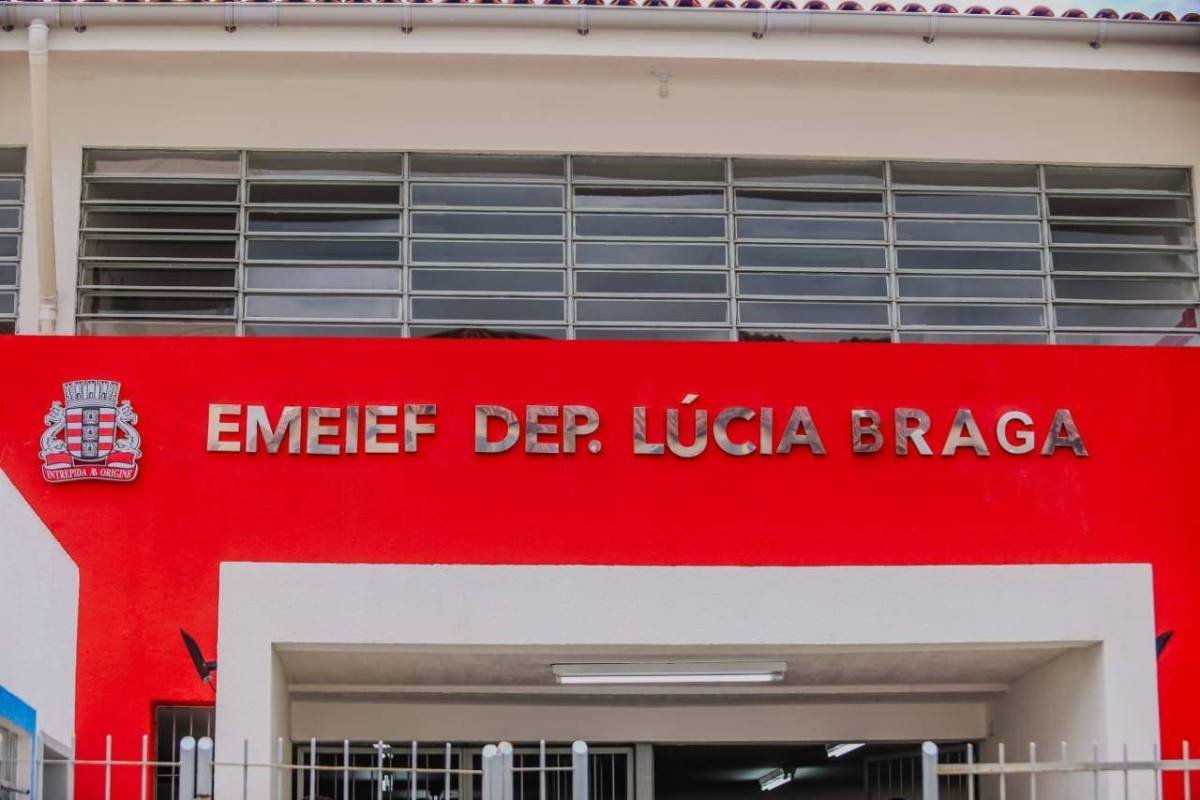 EMEIEF DEP. LÚCIA BRAGA
INTREPIDA AB ORIGINE